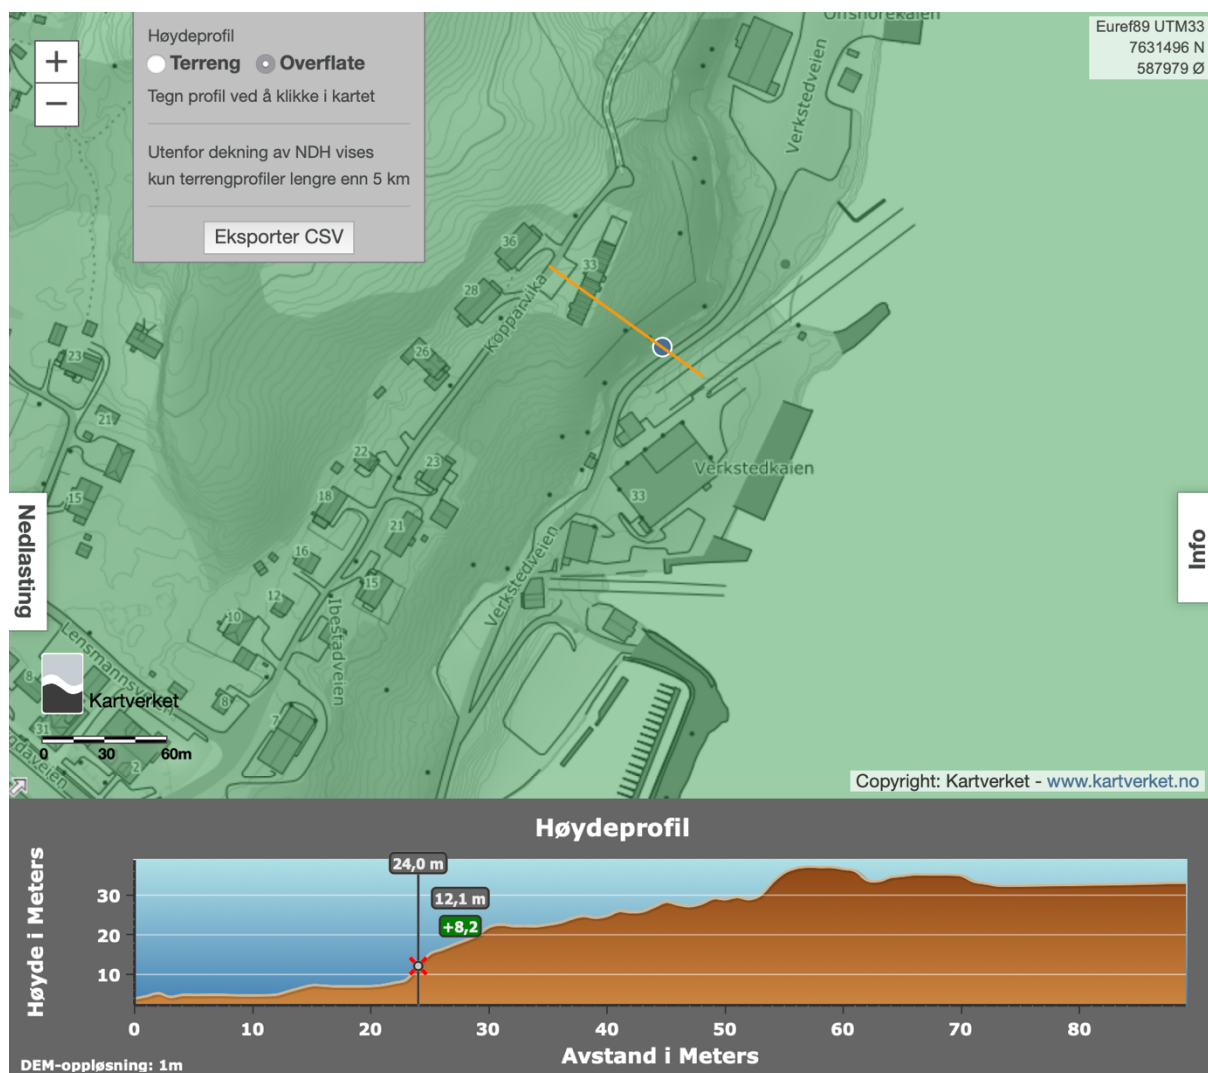 Høydeprofil
Terreng Overflate
Tegn profil ved å klikke i kartet
Utenfor dekning av NDH vises
kun terrengprofiler lengre enn 5 km
Eksporter CSV
+
−
Euref89 UTM33
7631496 N
587979 Ø
Offshorekaien
Verkstedveien
36
33
28
Kopparvika
26
23
21
22
23
15
18
21
33
Verkstedkaien
16
15
12
10
Verkstedveien
Ibestadveien
Lensmannsveien
8
8
7
31
2
Nedlasting
Info
Kartverket
0 30 60m
Copyright: Kartverket - www.kartverket.no
Høydeprofil
Høyde i Meters
30
20
10
24,0 m
12,1 m
+8,2
0 10 20 30 40 50 60 70 80
Avstand i Meters
DEM-oppløsning: 1m